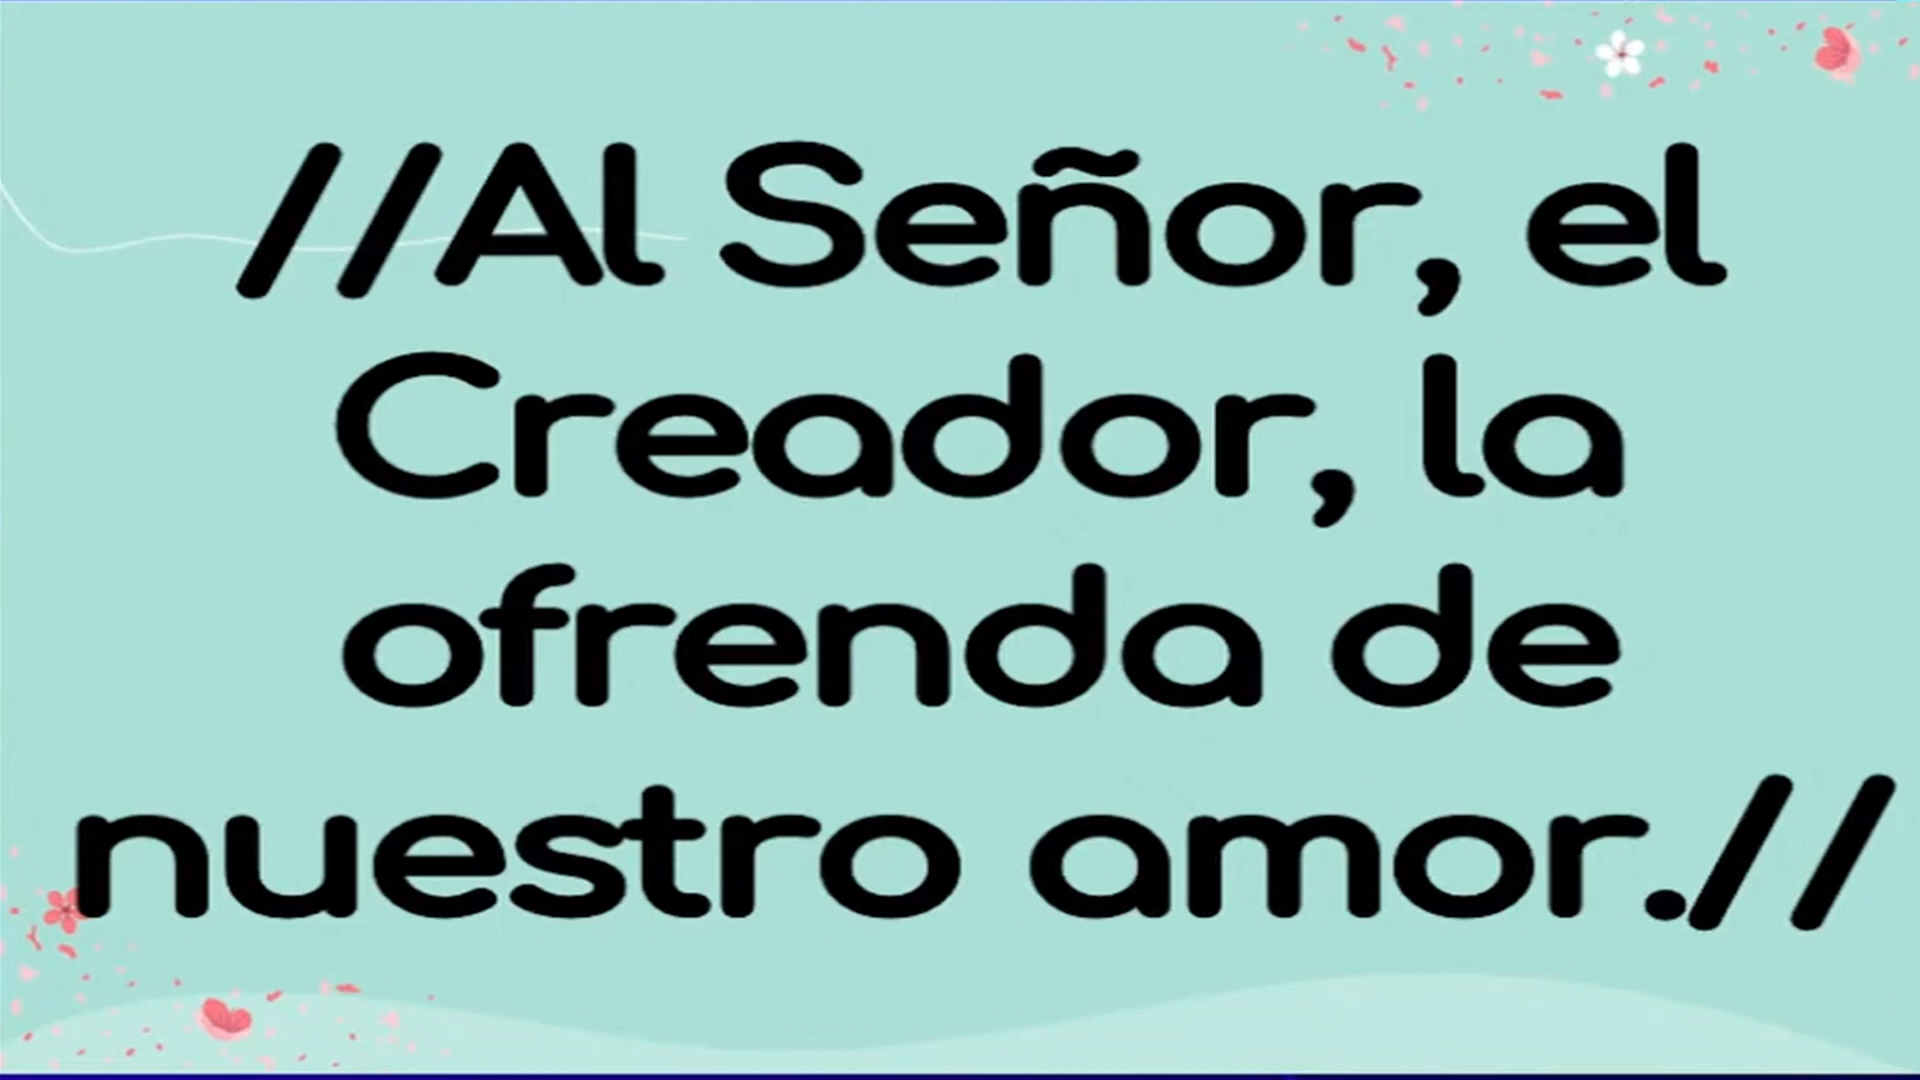 //Al Señor, el
Creador, la
ofrenda de
nuestro amor.//